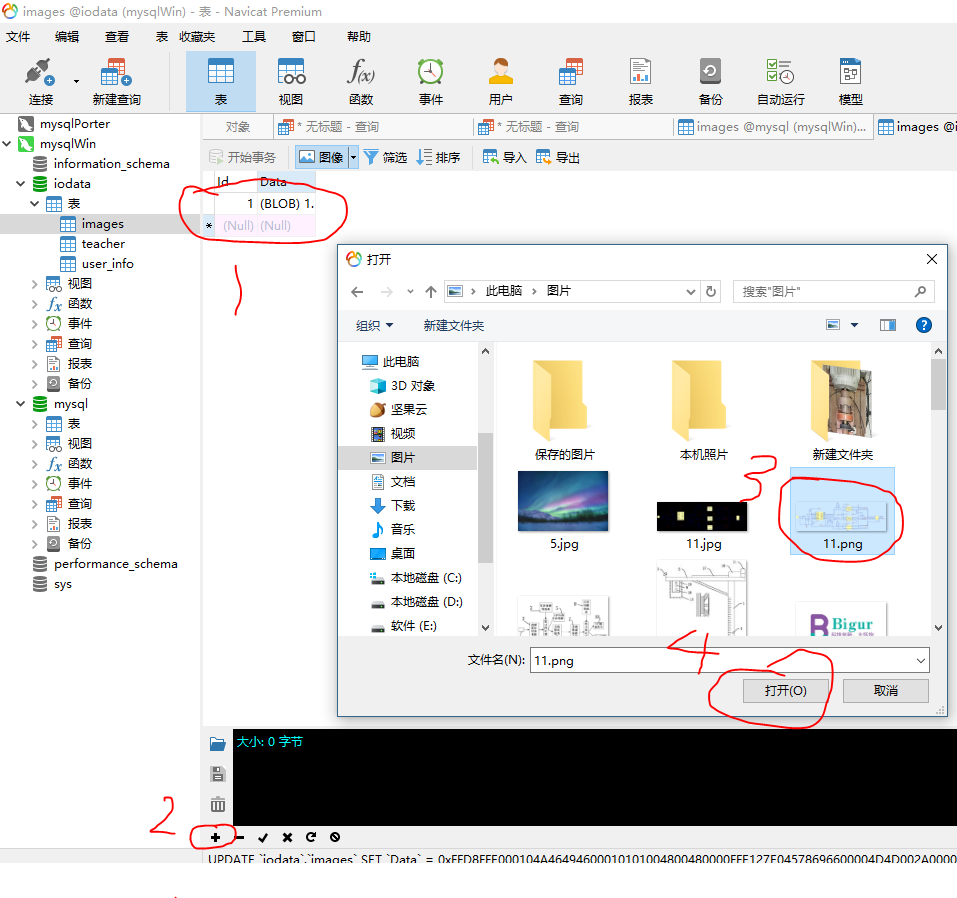 images @iodata (mysqlWin) - 表 - Navicat Premium
文件 编辑 查看 表 收藏夹 工具 窗口 帮助
连接 新建查询 表 视图 函数 事件 用户 查询 报表 备份 自动运行 模型
对象 * 无标题 - 查询 * 无标题 - 查询 images @mysql (mysqlWin)... images @i
开始事务 图像 筛选 排序 导入 导出
mysqlPorter
mysqlWin
information_schema
iodata
表
images
teacher
user_info
视图
函数
事件
查询
报表
备份
mysql
表
视图
函数
事件
查询
报表
备份
performance_schema
sys
Id Data
1 (BLOB) 1.
* (Null) (Null)
1
打开
此电脑 › 图片
搜索"图片"
组织 新建文件夹
此电脑
3D 对象
坚果云
视频
图片
文档
下载
音乐
桌面
本地磁盘 (C:)
本地磁盘 (D:)
软件 (E:)
保存的图片 本机照片 新建文件夹
3
5.jpg 11.jpg 11.png
Bigur
4
文件名(N): 11.png
打开(O) 取消
大小: 0 字节
2
UPDATE `iodata`.`images` SET `Data` = 0xFFD8FFE000104A46494600010101004800480000FFE127E04578696600004D4D002A0000